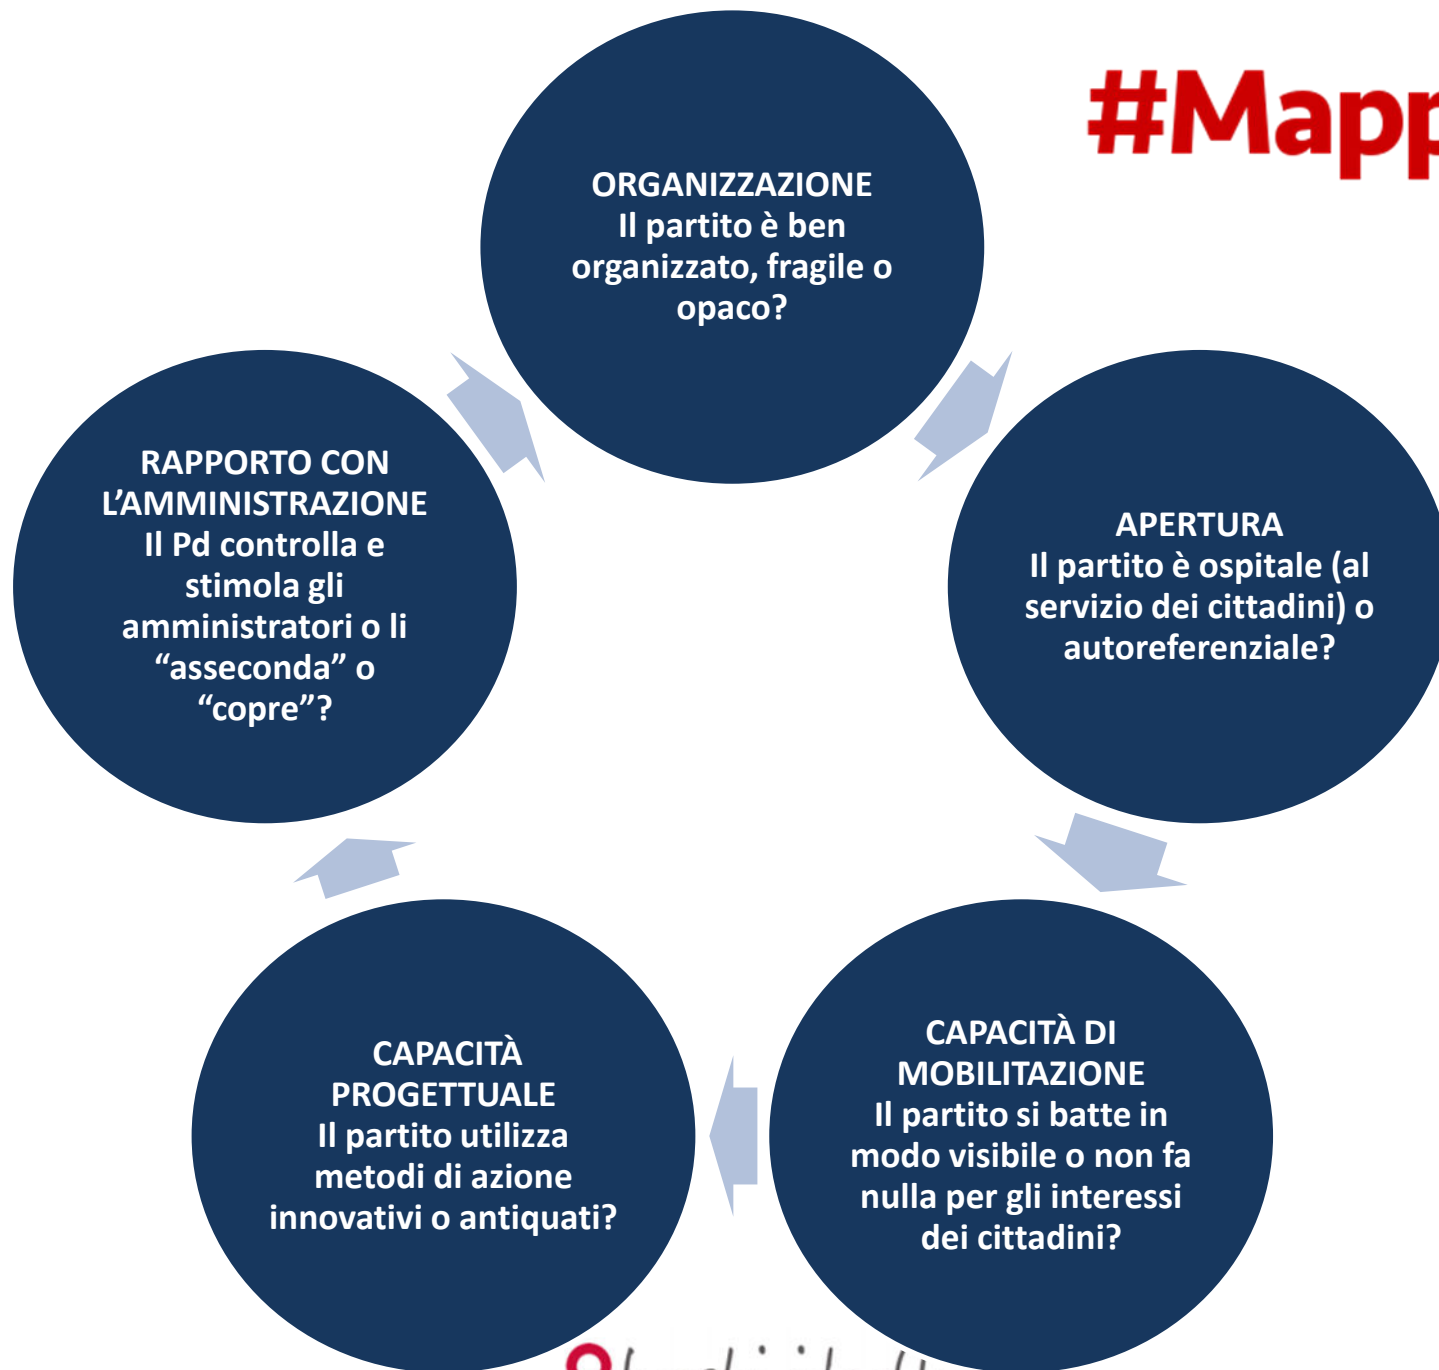 #Mapp
ORGANIZZAZIONE
Il partito è ben
organizzato, fragile o
opaco?
APERTURA
Il partito è ospitale (al
servizio dei cittadini) o
autoreferenziale?
CAPACITÀ DI
MOBILITAZIONE
Il partito si batte in
modo visibile o non fa
nulla per gli interessi
dei cittadini?
CAPACITÀ
PROGETTUALE
Il partito utilizza
metodi di azione
innovativi o antiquati?
RAPPORTO CON
L’AMMINISTRAZIONE
Il Pd controlla e
stimola gli
amministratori o li
“asseconda” o
“copre”?